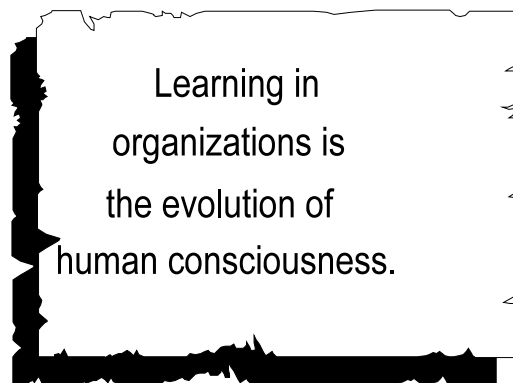 Learning in
organizations is
the evolution of
human consciousness.